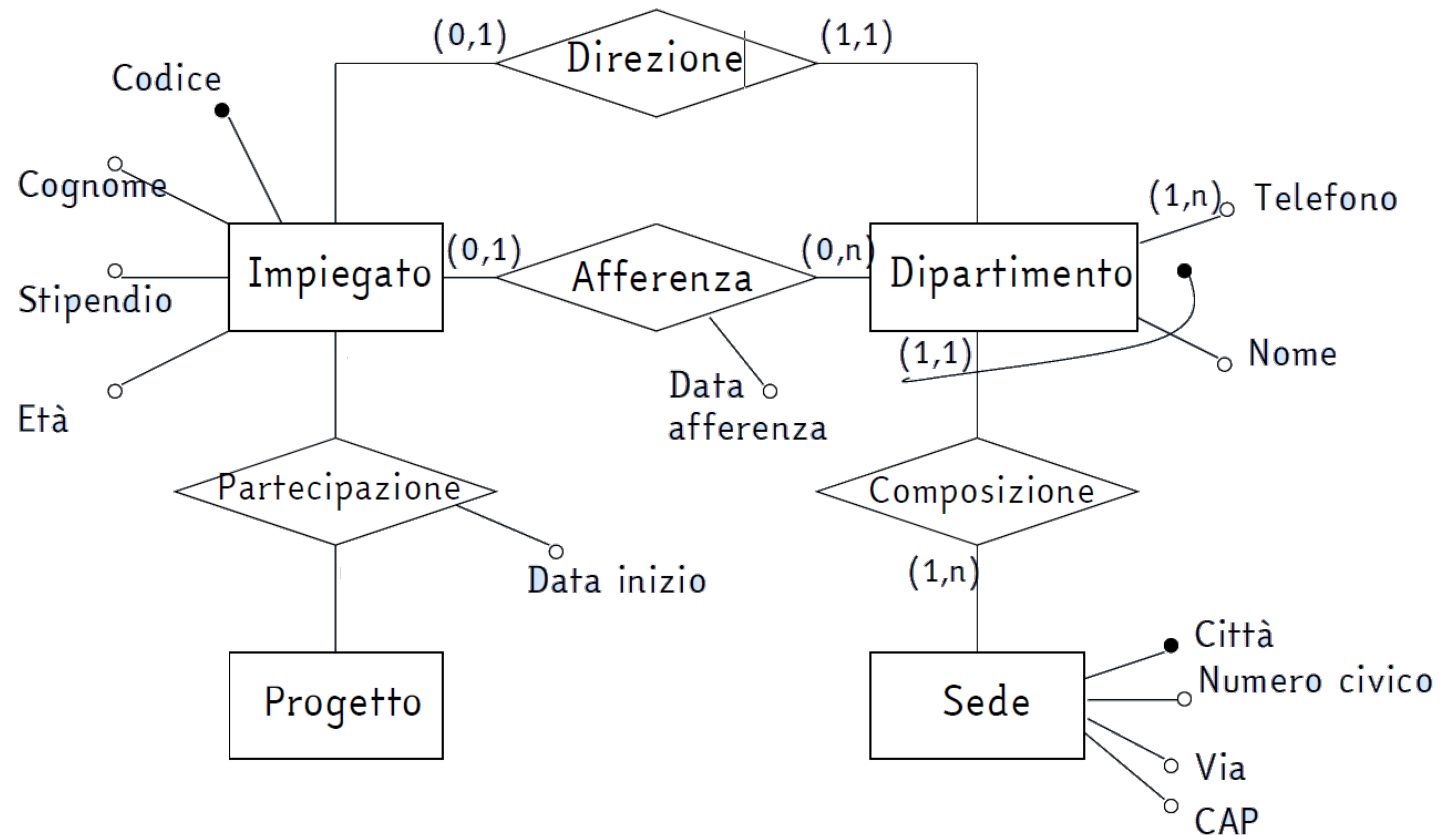 (0,1)
Direzione
(1,1)
Codice
Cognome
(1,n)
Telefono
Impiegato
(0,1)
Afferenza
(0,n)
Dipartimento
Stipendio
(1,1)
Nome
Data
afferenza
Età
Partecipazione
Composizione
Data inizio
(1,n)
Città
Numero civico
Progetto
Sede
Via
CAP